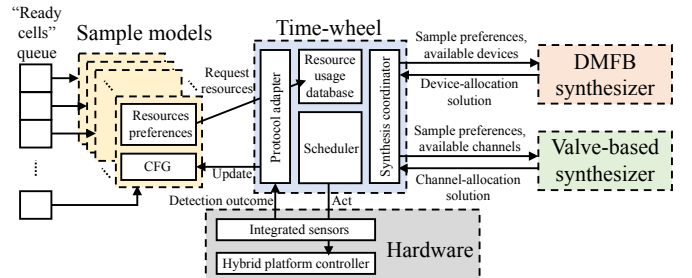 “Ready
cells”
queue
Sample models
Resources
preferences
CFG
Request
resources
Update
Time-wheel
Protocol adapter
Resource
usage
database
Scheduler
Synthesis coordinator
Sample preferences,
available devices
Device-allocation
solution
DMFB
synthesizer
Sample preferences,
available channels
Channel-allocation
solution
Valve-based
synthesizer
Detection outcome
Act
Integrated sensors
Hybrid platform controller
Hardware